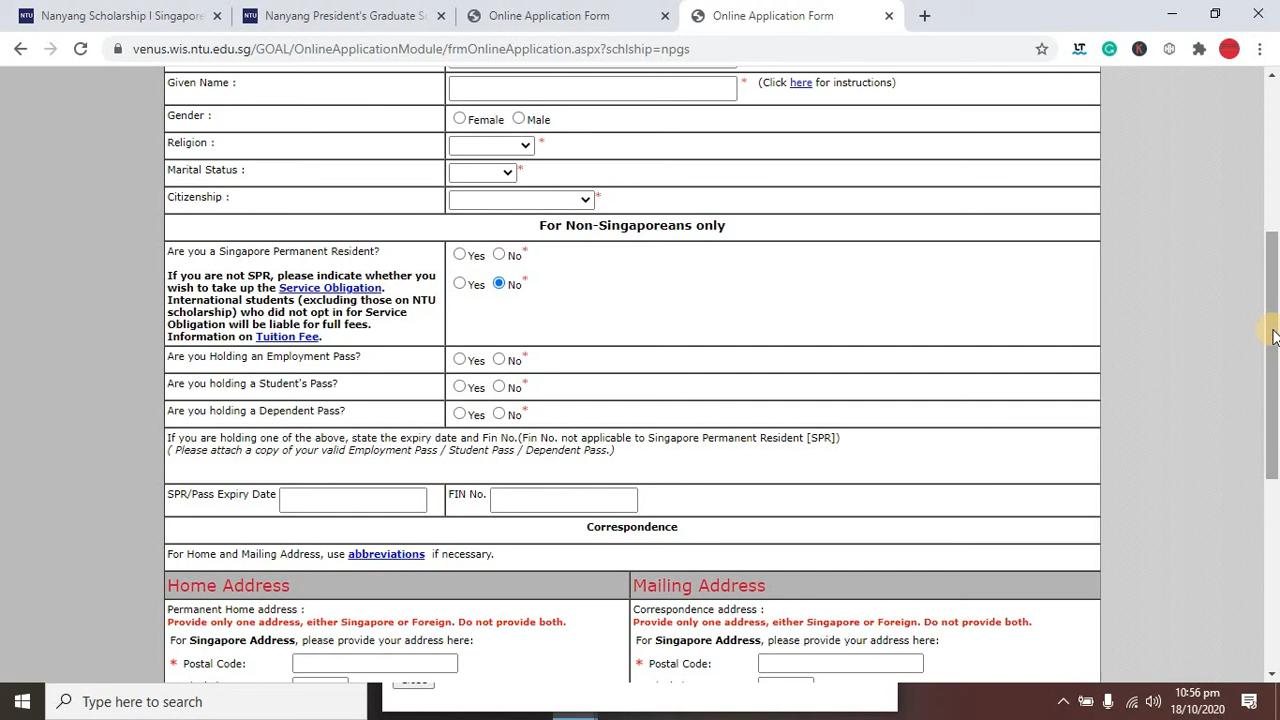 Nanyang Scholarship I Singapore
Nanyang President's Graduate S
Online Application Form
Online Application Form
venus.wis.ntu.edu.sg/GOAL/OnlineApplicationModule/frmOnlineApplication.aspx?schlship=npgs
Given Name : * (Click here for instructions)
Gender : Female Male
Religion : *
Marital Status : *
Citizenship : *
For Non-Singaporeans only
Are you a Singapore Permanent Resident? Yes No *
If you are not SPR, please indicate whether you Yes No *
wish to take up the Service Obligation.
International students (excluding those on NTU
scholarship) who did not opt in for Service
Obligation will be liable for full fees.
Information on Tuition Fee.
Are you Holding an Employment Pass? Yes No *
Are you holding a Student's Pass? Yes No *
Are you holding a Dependent Pass? Yes No *
If you are holding one of the above, state the expiry date and Fin No.(Fin No. not applicable to Singapore Permanent Resident [SPR])
( Please attach a copy of your valid Employment Pass / Student Pass / Dependent Pass.)
SPR/Pass Expiry Date FIN No.
Correspondence
For Home and Mailing Address, use abbreviations if necessary.
Home Address
Permanent Home address :
Provide only one address, either Singapore or Foreign. Do not provide both.
For Singapore Address, please provide your address here:
* Postal Code:
Mailing Address
Correspondence address :
Provide only one address, either Singapore or Foreign. Do not provide both.
For Singapore Address, please provide your address here:
* Postal Code:
Type here to search
10:56 pm
18/10/2020